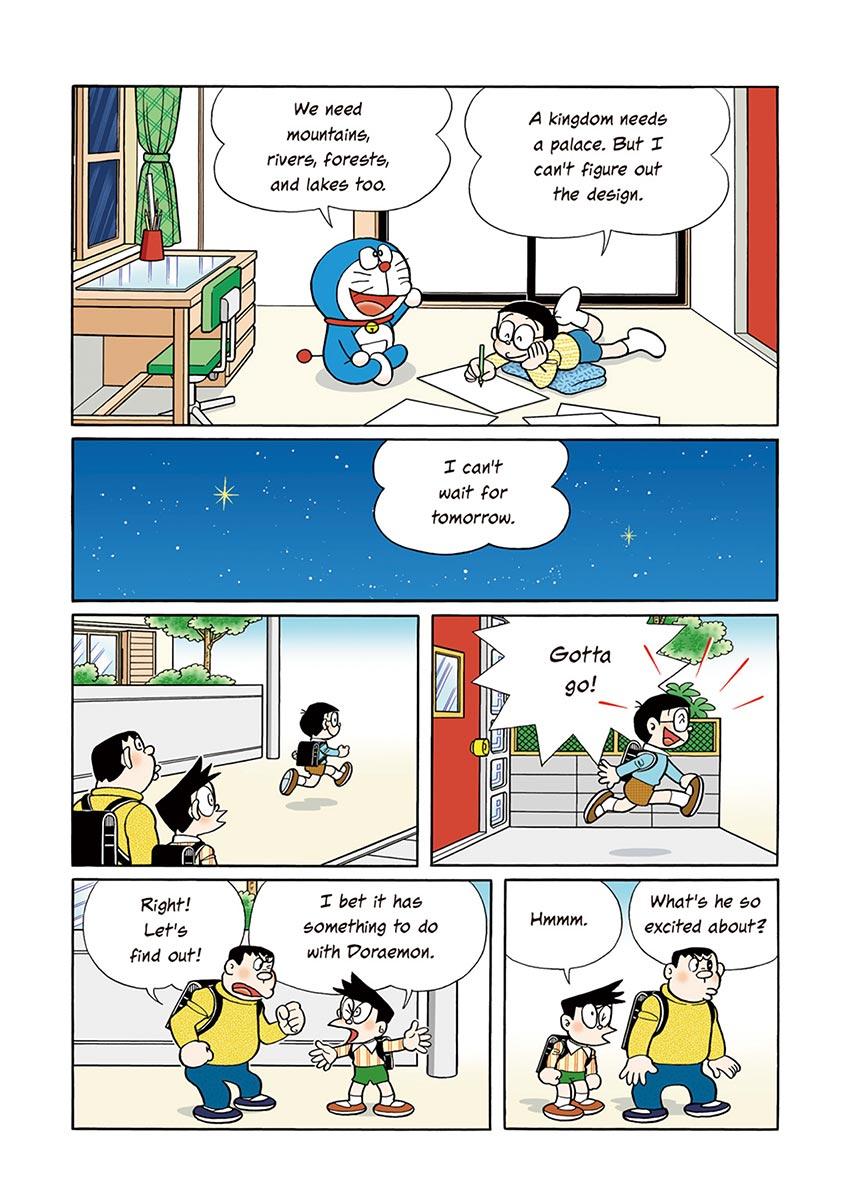 A kingdom needs
a palace. But I
can't figure out
the design.
We need
mountains,
rivers, forests,
and lakes too.
I can't
wait for
tomorrow.
Gotta
go!
What's he so
excited about?
Hmmm.
I bet it has
something to do
with Doraemon.
Right!
Let's
find out!